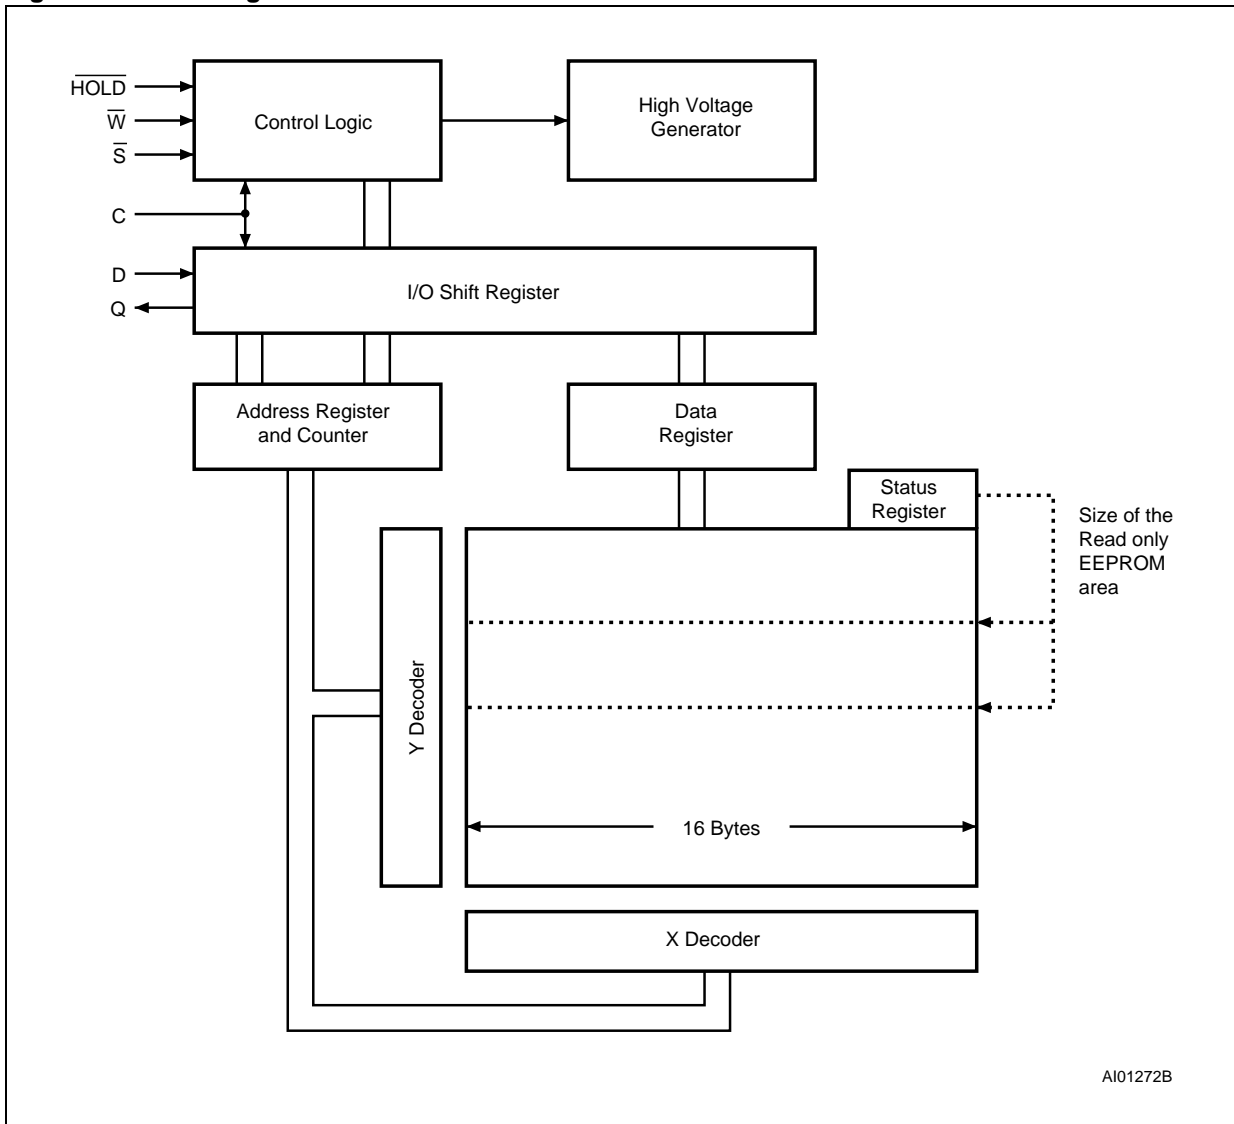 HOLD
W
S
C
D
Q
Control Logic
High Voltage
Generator
I/O Shift Register
Address Register
and Counter
Data
Register
Status
Register
Size of the
Read only
EEPROM
area
Y Decoder
16 Bytes
X Decoder
AI01272B